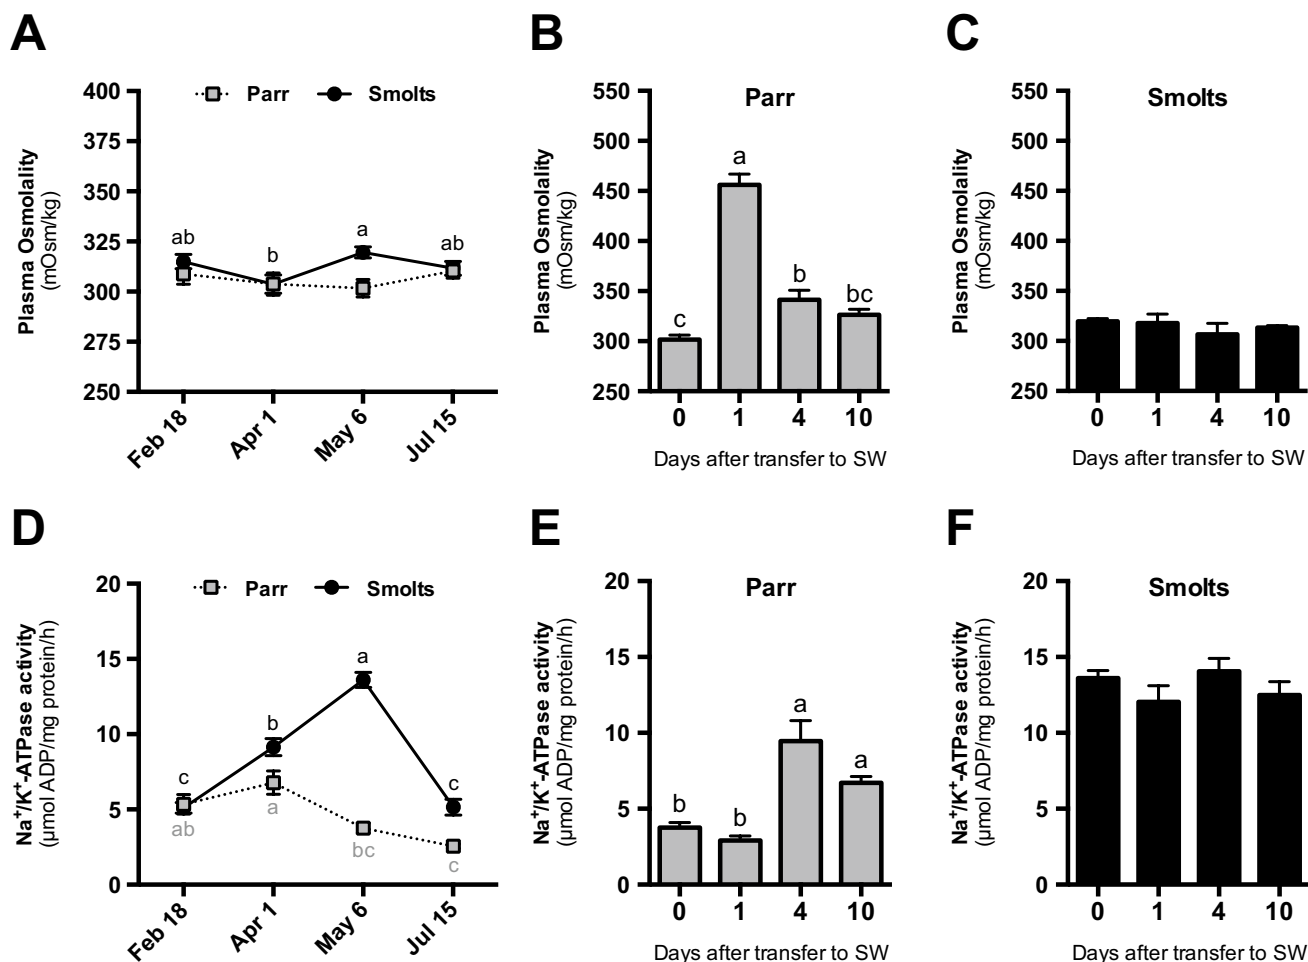 A
Plasma Osmolality
(mOsm/kg)
400
375
350
325
300
275
250
Parr
Smolts
ab
b
a
ab
Feb 18
Apr 1
May 6
Jul 15
B
Plasma Osmolality
(mOsm/kg)
550
500
450
400
350
300
250
Parr
c
a
b
bc
0 1 4 10
Days after transfer to SW
C
Plasma Osmolality
(mOsm/kg)
550
500
450
400
350
300
250
Smolts
0 1 4 10
Days after transfer to SW
D
Na⁺/K⁺-ATPase activity
(µmol ADP/mg protein/h)
20
15
10
5
0
Parr
Smolts
c
b
a
c
ab
a
bc
c
Feb 18
Apr 1
May 6
Jul 15
E
Na⁺/K⁺-ATPase activity
(µmol ADP/mg protein/h)
20
15
10
5
0
Parr
b
b
a
a
0 1 4 10
Days after transfer to SW
F
Na⁺/K⁺-ATPase activity
(µmol ADP/mg protein/h)
20
15
10
5
0
Smolts
0 1 4 10
Days after transfer to SW